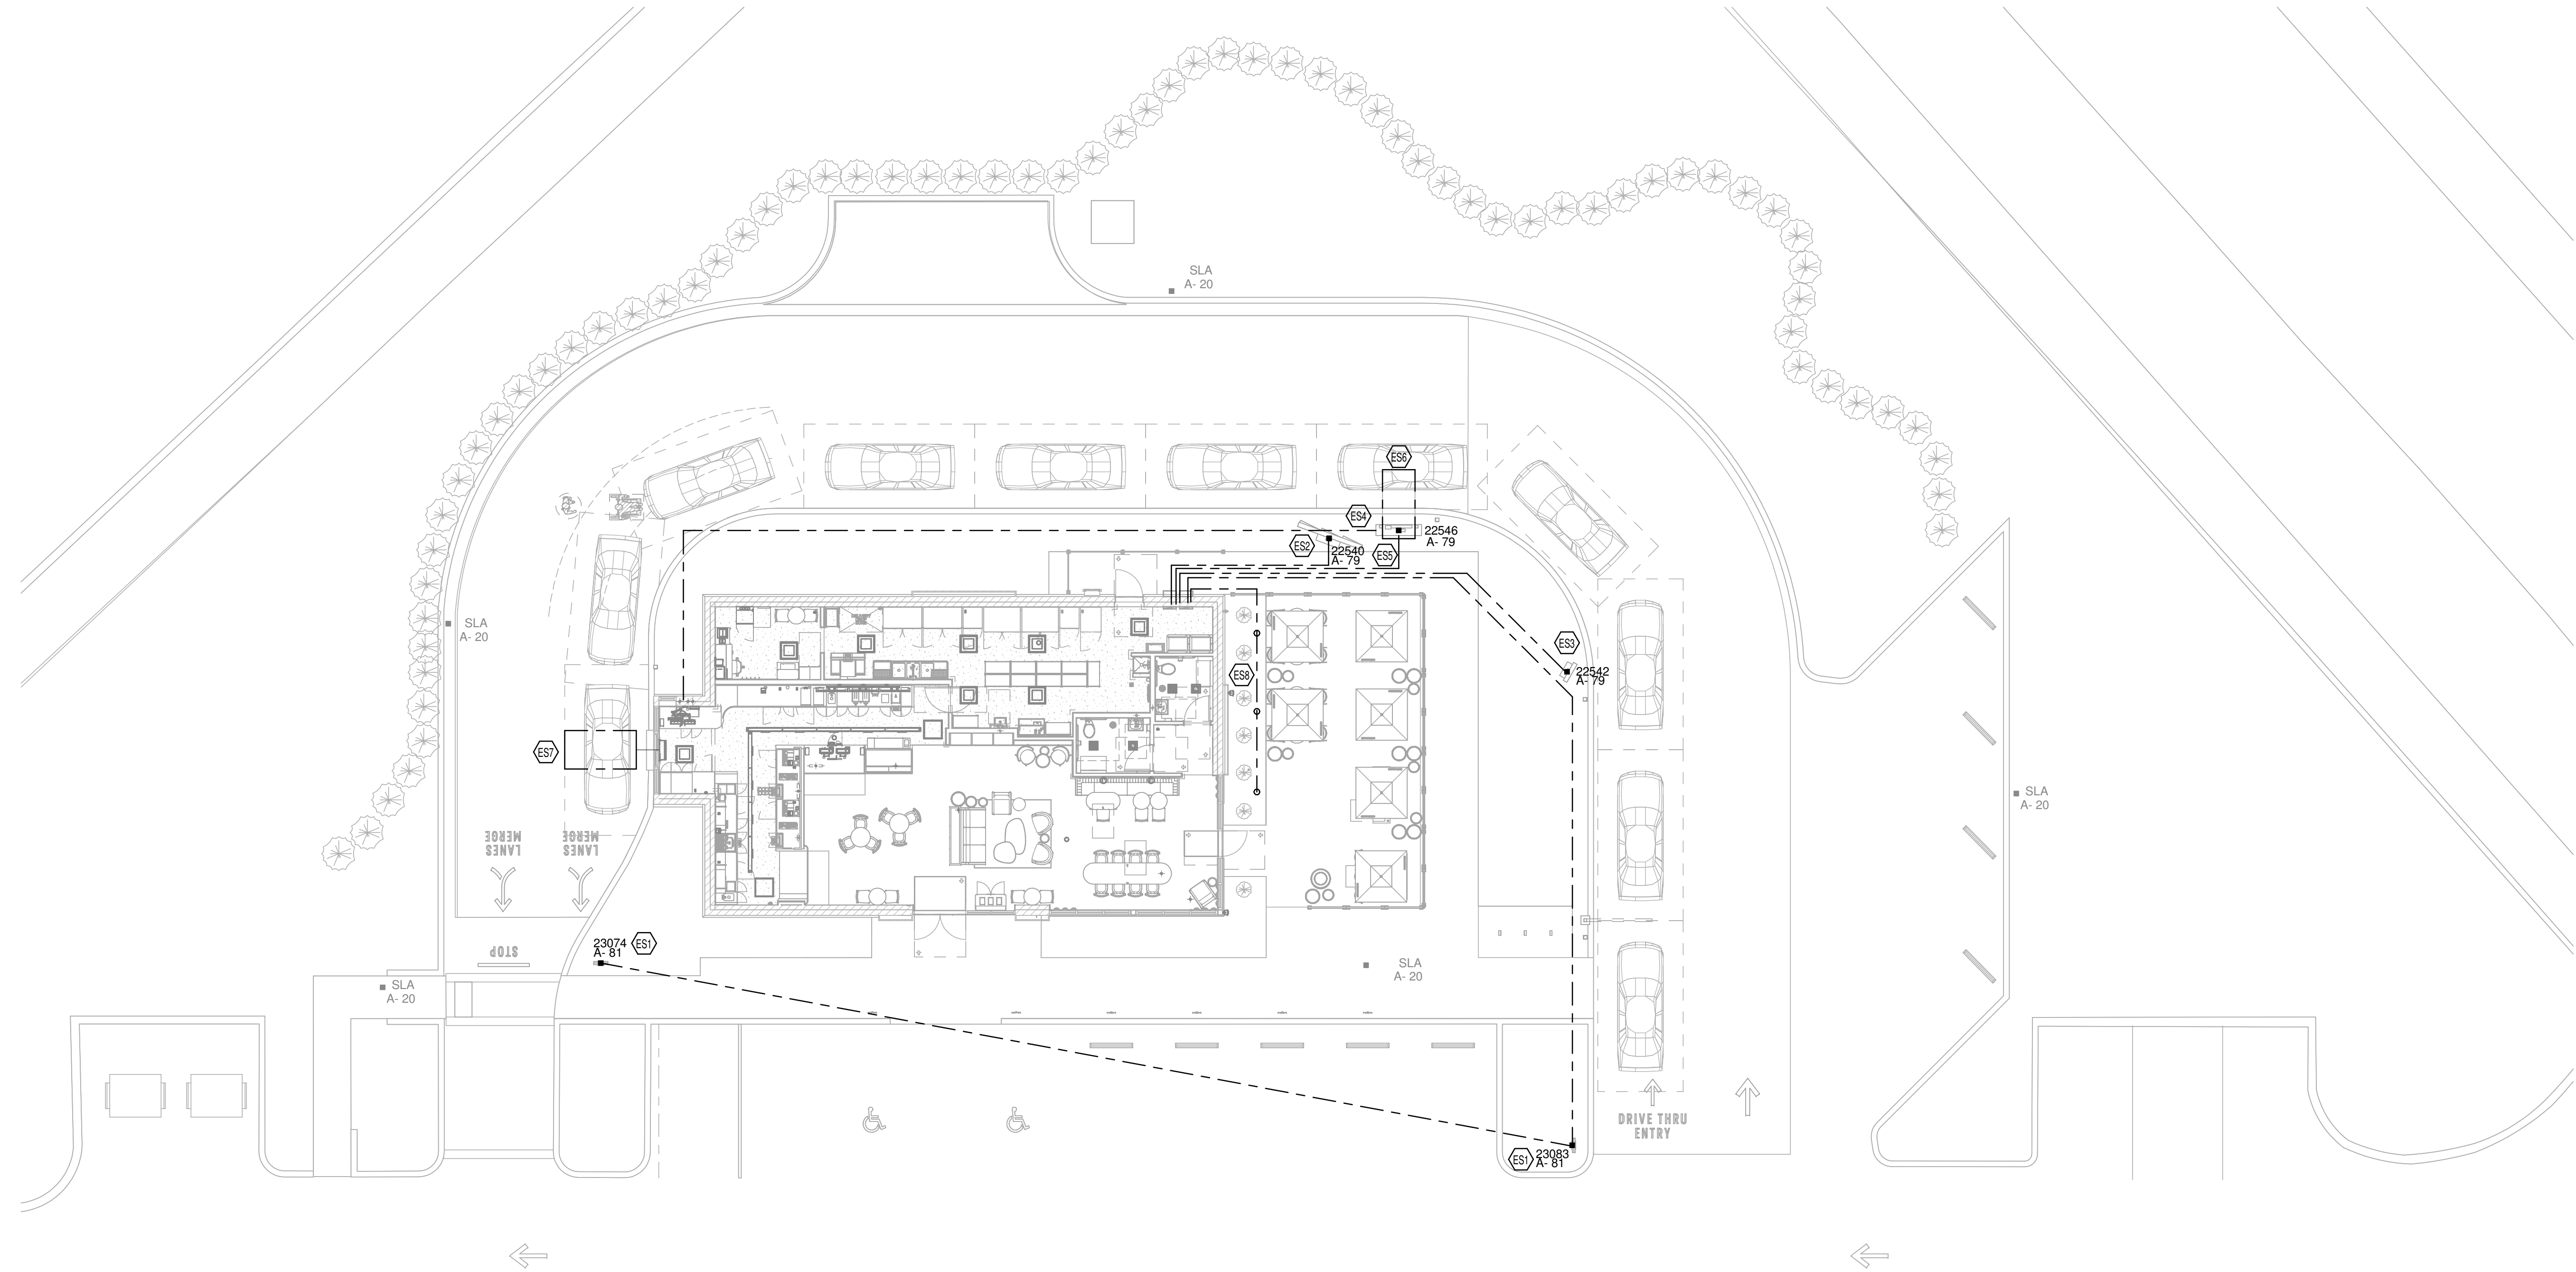 SLA
A- 20
ES6
ES4
22546
A- 79
ES2
22540
A- 79
ES5
SLA
A- 20
ES3
22542
A- 79
ES8
ES7
SLA
A- 20
LANES
MERGE
LANES
MERGE
23074
A- 81
ES1
STOP
SLA
A- 20
SLA
A- 20
DRIVE THRU
ENTRY
ES1
23083
A- 81